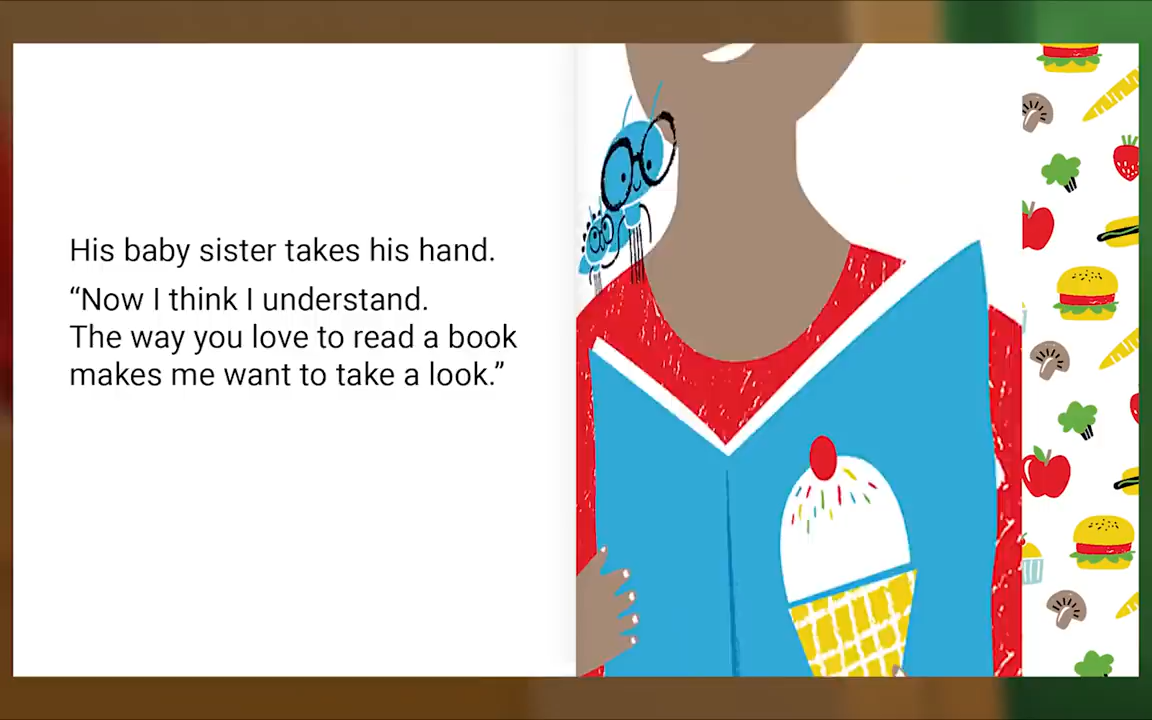 His baby sister takes his hand.
“Now I think I understand.
The way you love to read a book
makes me want to take a look.”